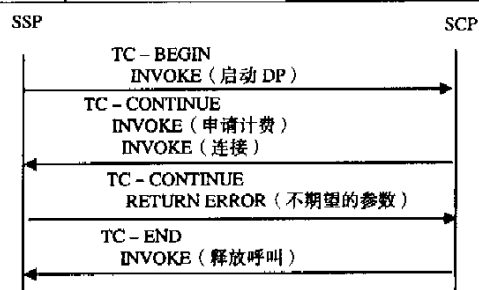 SSP
SCP
TC – BEGIN
INVOKE（启动 DP）
TC – CONTINUE
INVOKE（申请计费）
INVOKE（连接）
TC – CONTINUE
RETURN ERROR（不期望的参数）
TC – END
INVOKE（释放呼叫）